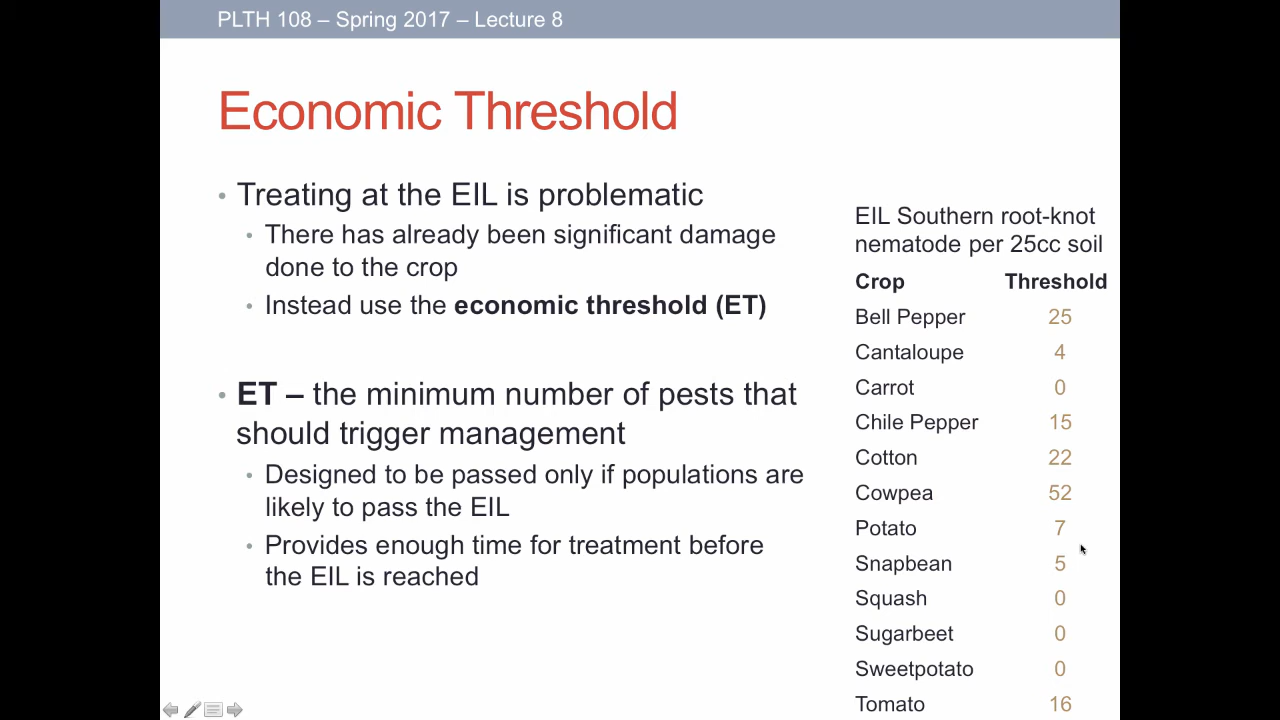 PLTH 108 – Spring 2017 – Lecture 8
Economic Threshold
• Treating at the EIL is problematic
• There has already been significant damage
done to the crop
• Instead use the economic threshold (ET)
• ET – the minimum number of pests that
should trigger management
• Designed to be passed only if populations are
likely to pass the EIL
• Provides enough time for treatment before
the EIL is reached
EIL Southern root-knot
nematode per 25cc soil
Crop Threshold
Bell Pepper 25
Cantaloupe 4
Carrot 0
Chile Pepper 15
Cotton 22
Cowpea 52
Potato 7
Snapbean 5
Squash 0
Sugarbeet 0
Sweetpotato 0
Tomato 16